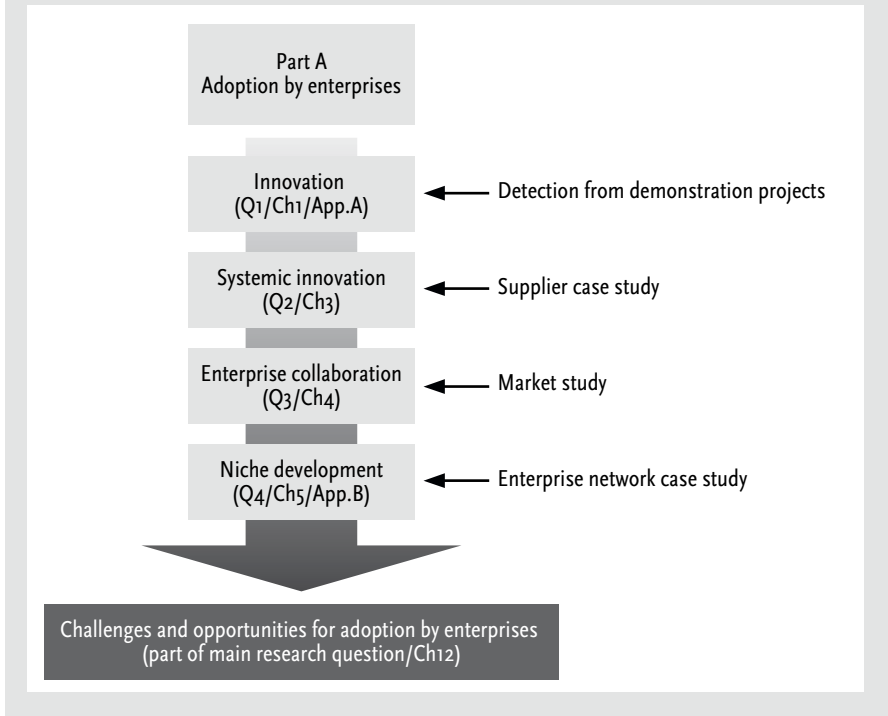 Part A
Adoption by enterprises
Innovation
(Q1/Ch1/App.A)
Detection from demonstration projects
Systemic innovation
(Q2/Ch3)
Supplier case study
Enterprise collaboration
(Q3/Ch4)
Market study
Niche development
(Q4/Ch5/App.B)
Enterprise network case study
Challenges and opportunities for adoption by enterprises
(part of main research question/Ch12)